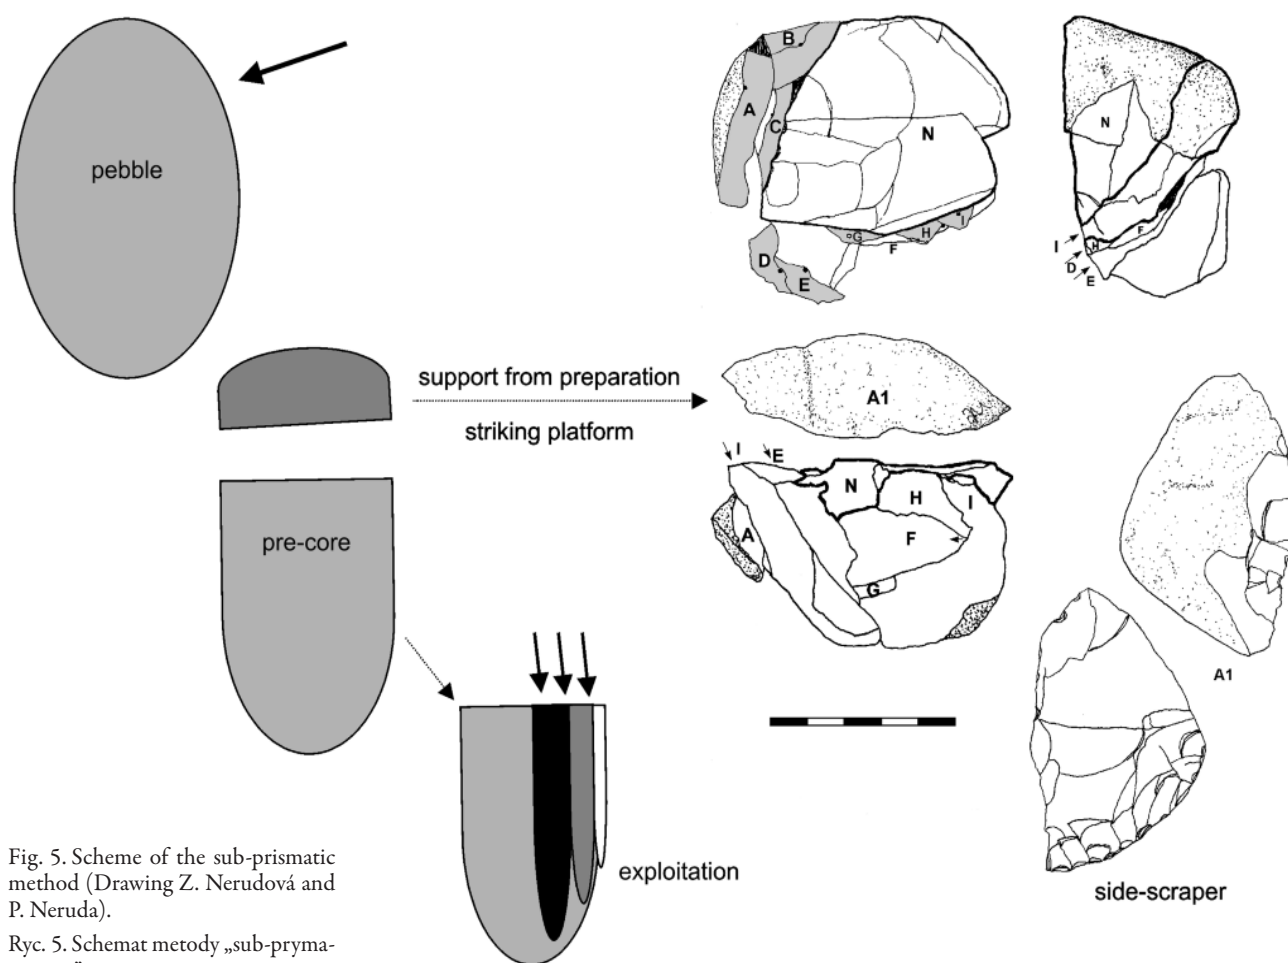 pebble
B
A
C
N
G
H
I
F
D
E
N
F
H
I
D
E
support from preparation
striking platform
A1
I
E
N
H
I
A
F
G
pre-core
A1
exploitation
side-scraper
Fig. 5. Scheme of the sub-prismatic
method (Drawing Z. Nerudová and
P. Neruda).
Ryc. 5. Schemat metody „sub-pryma-